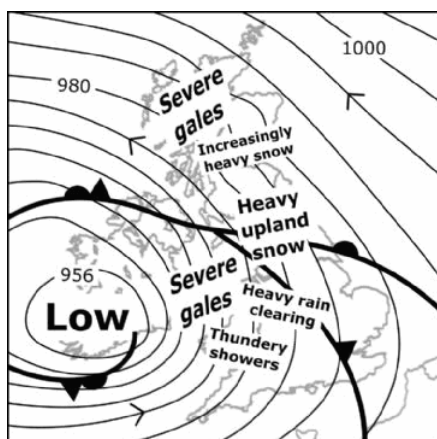 1000
980
Severe
gales
Increasingly
heavy snow
Heavy
upland
snow
956
Low
Severe
gales
Heavy rain
clearing
Thundery
showers